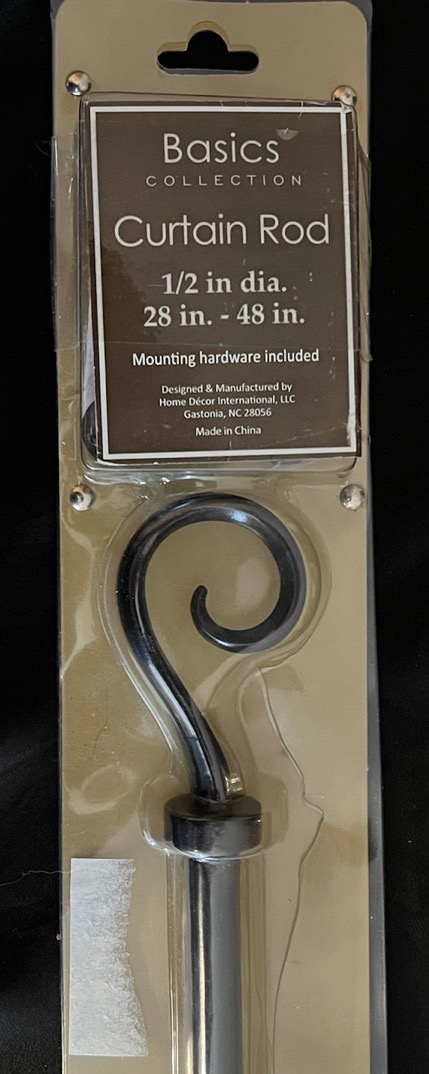 Basics
COLLECTION
Curtain Rod
1/2 in dia.
28 in. - 48 in.
Mounting hardware included
Designed & Manufactured by
Home Décor International, LLC
Gastonia, NC 28056
Made in China